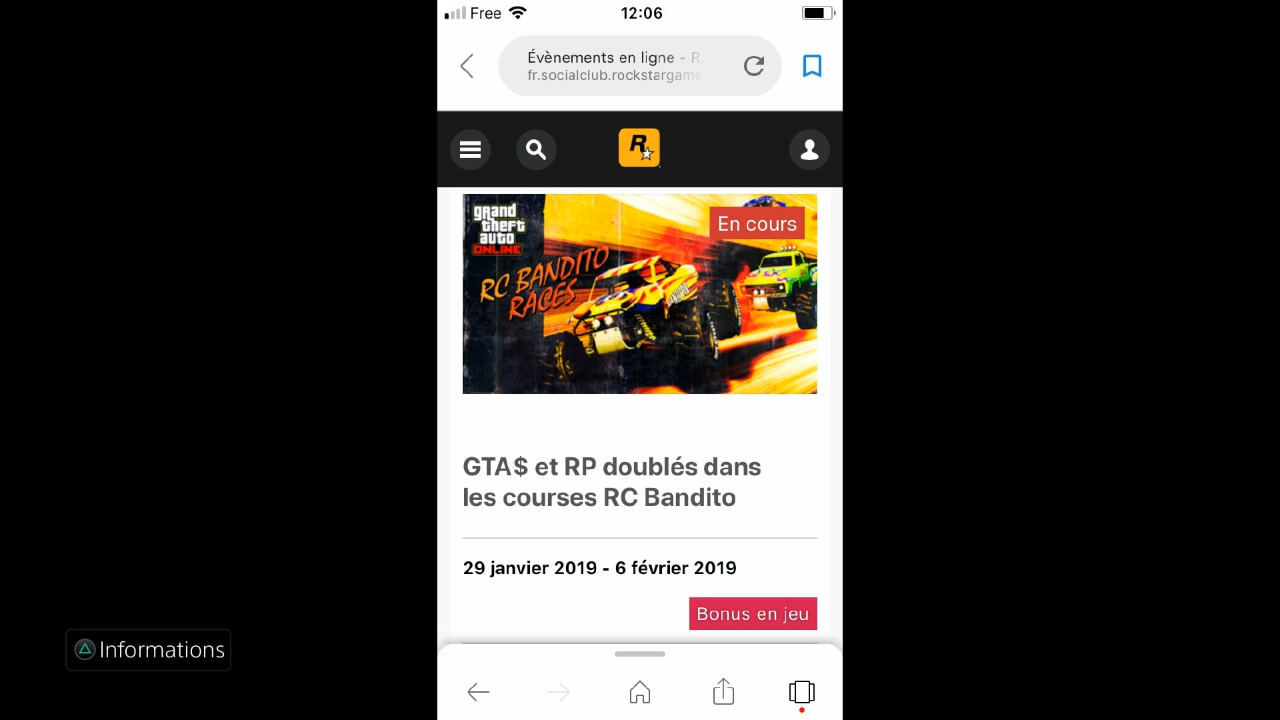 Free
12:06
Évènements en ligne - R
fr.socialclub.rockstargame
R
grand
theft
auto
ONLINE
En cours
RC BANDITO
RACES
GTA$ et RP doublés dans
les courses RC Bandito
29 janvier 2019 - 6 février 2019
Bonus en jeu
Informations